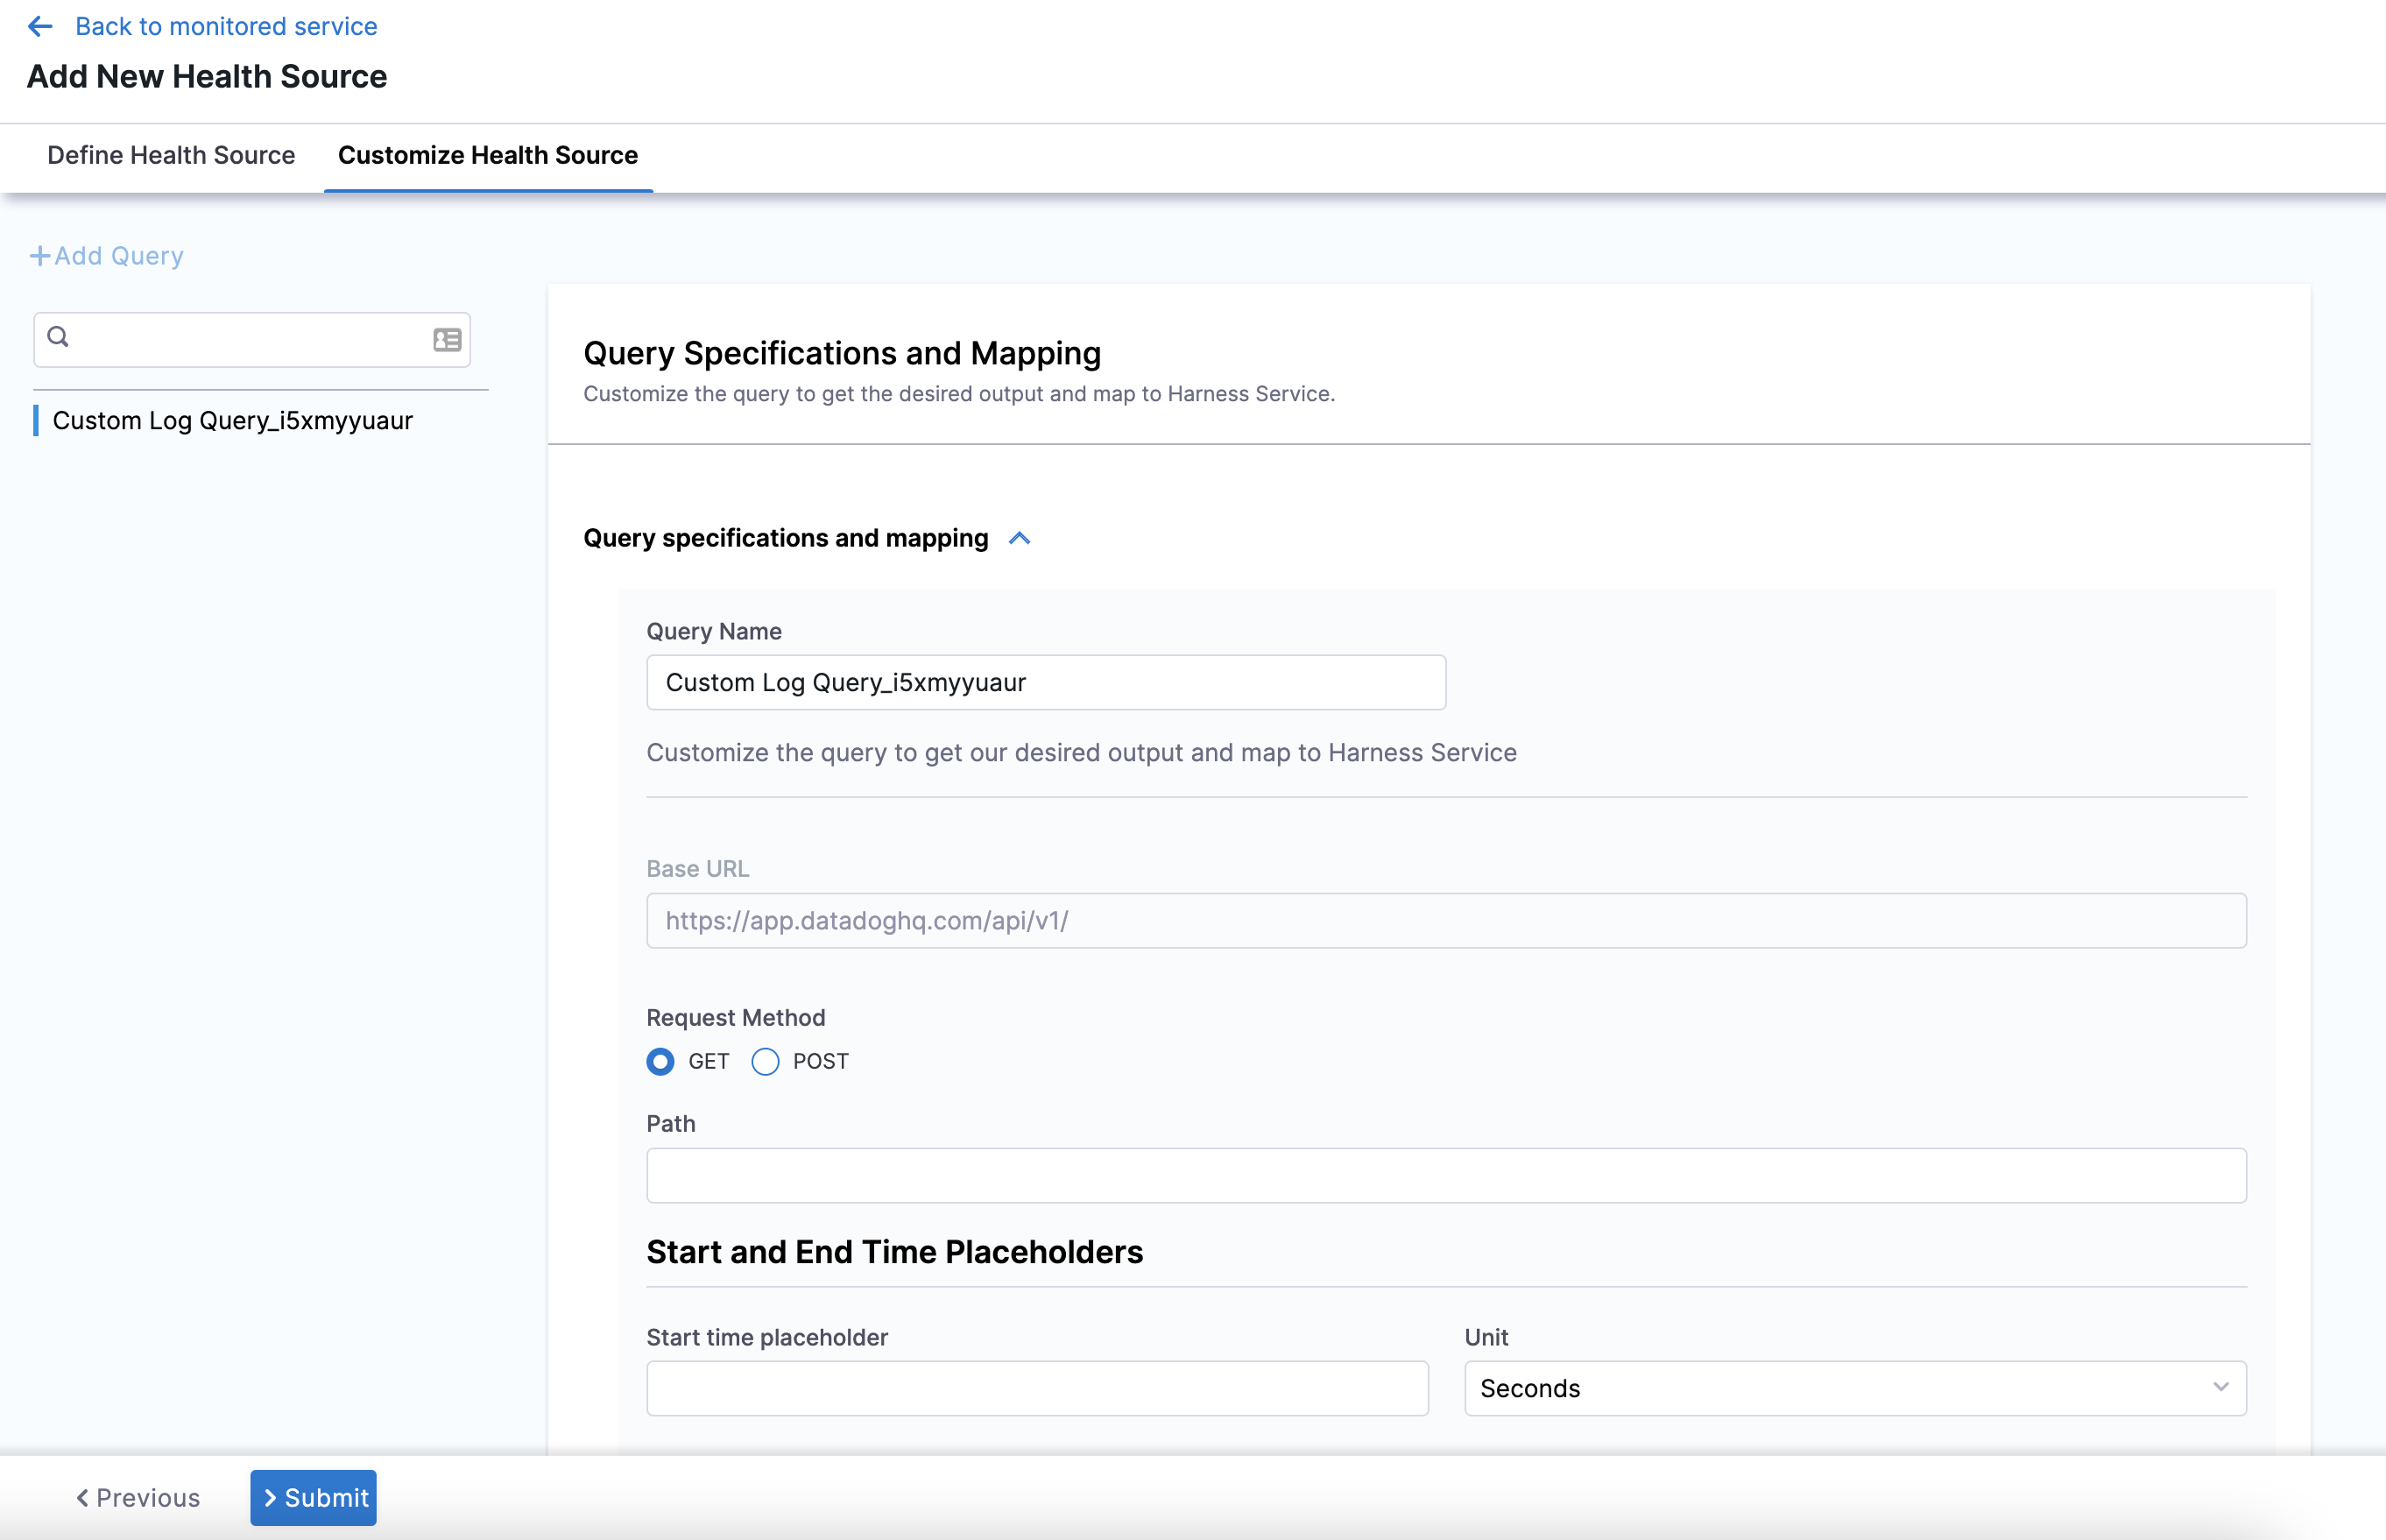 Back to monitored service
Add New Health Source
Define Health Source
Customize Health Source
+Add Query
Custom Log Query_i5xmyyuaur
Query Specifications and Mapping
Customize the query to get the desired output and map to Harness Service.
Query specifications and mapping
Query Name
Custom Log Query_i5xmyyuaur
Customize the query to get our desired output and map to Harness Service
Base URL
https://app.datadoghq.com/api/v1/
Request Method
GET POST
Path
Start and End Time Placeholders
Start time placeholder
Unit
Seconds
Previous
Submit